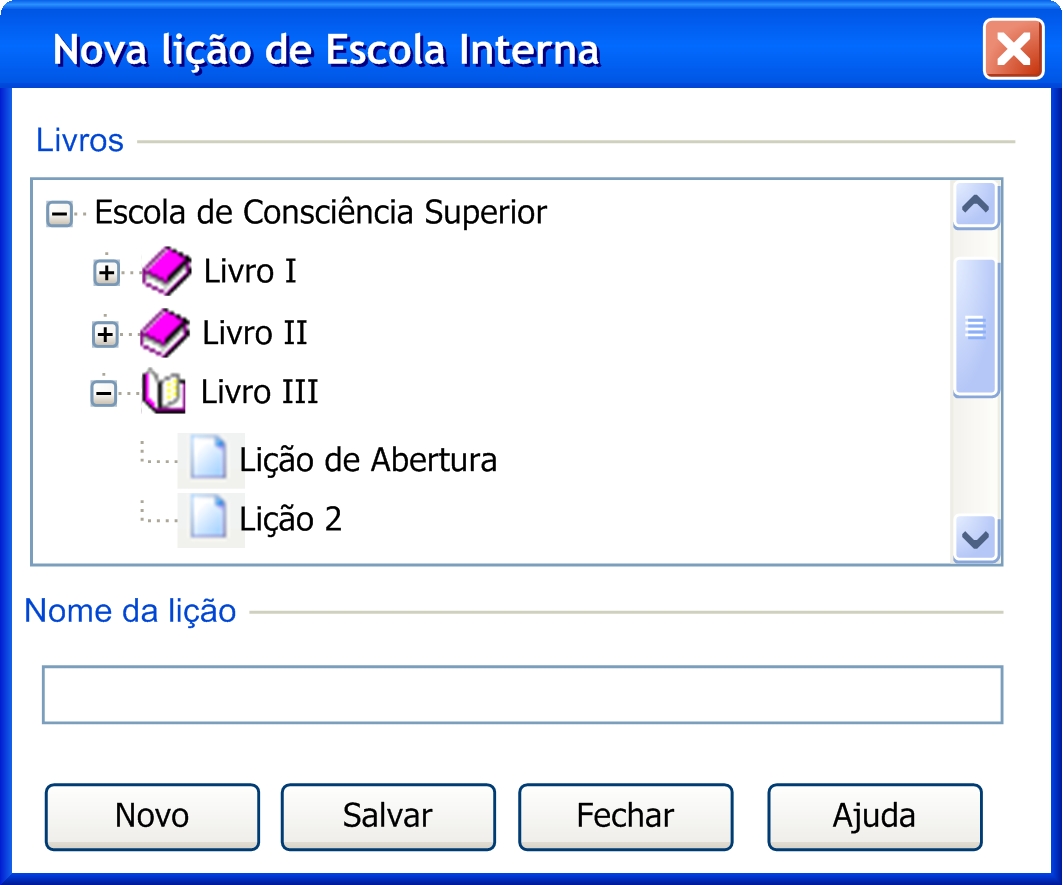 Nova lição de Escola Interna
Livros
Escola de Consciência Superior
Livro I
Livro II
Livro III
Lição de Abertura
Lição 2
Nome da lição
Novo Salvar Fechar Ajuda